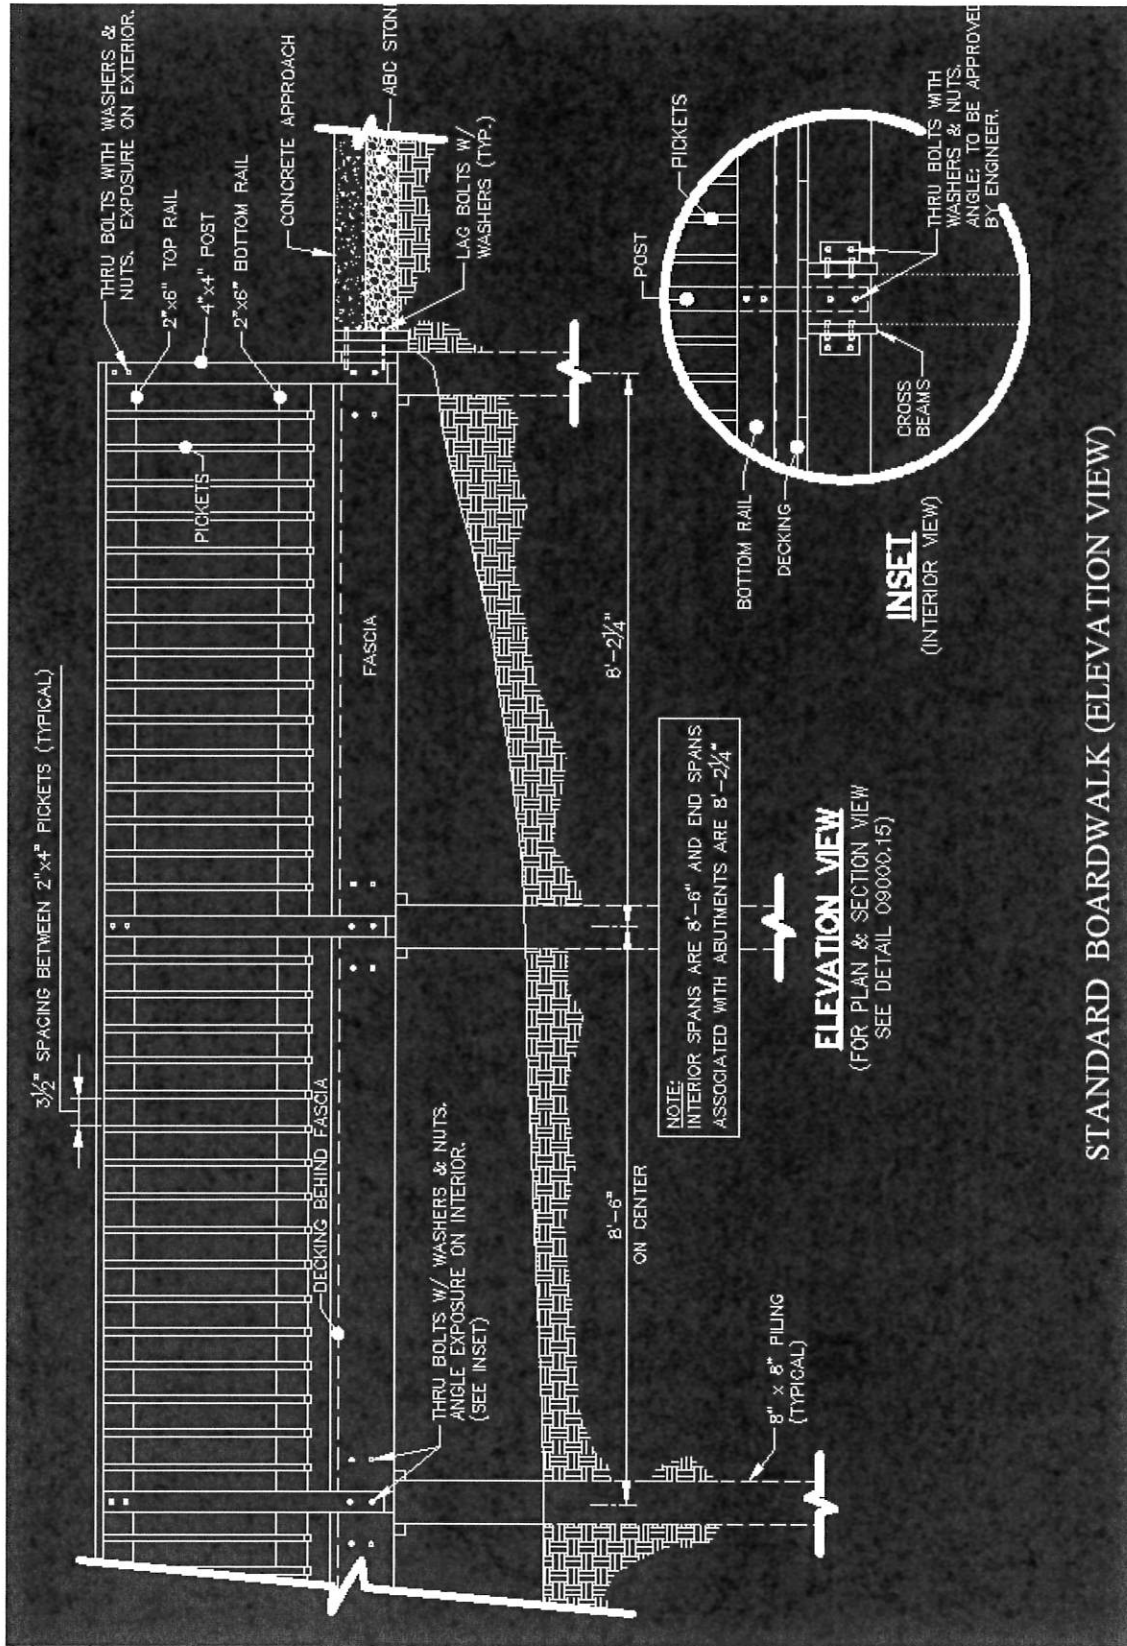 3½" SPACING BETWEEN 2"x4" PICKETS (TYPICAL)
THRU BOLTS WITH WASHERS &
NUTS. EXPOSURE ON EXTERIOR.
2"x6" TOP RAIL
4"x4" POST
2"x6" BOTTOM RAIL
CONCRETE APPROACH
ABC STON
LAG BOLTS W/
WASHERS (TYP.)
PICKETS
DECKING BEHIND FASCIA
FASCIA
THRU BOLTS W/ WASHERS & NUTS.
ANGLE EXPOSURE ON INTERIOR.
(SEE INSET)
8'-6"
ON CENTER
8'-2¼"
8" x 8" PILING
(TYPICAL)
NOTE:
INTERIOR SPANS ARE 8'-6" AND END SPANS
ASSOCIATED WITH ABUTMENTS ARE 8'-2¼"
ELEVATION VIEW
(FOR PLAN & SECTION VIEW
SEE DETAIL 09000.15)
POST
PICKETS
BOTTOM RAIL
DECKING
CROSS
BEAMS
THRU BOLTS WITH
WASHERS & NUTS.
ANGLE: TO BE APPROVED
BY ENGINEER.
INSET
(INTERIOR VIEW)
STANDARD BOARDWALK (ELEVATION VIEW)